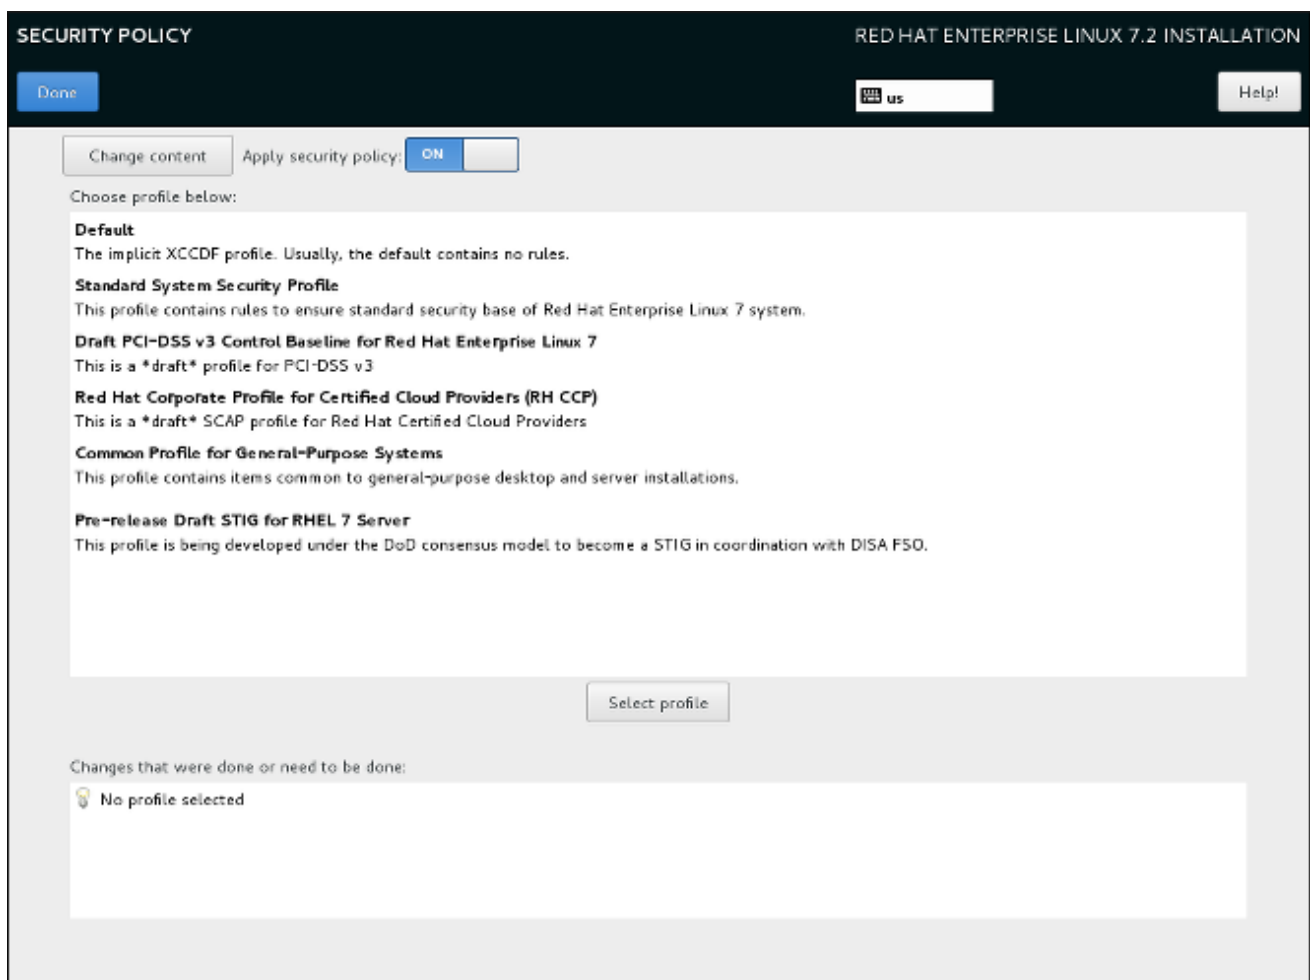 SECURITY POLICY
RED HAT ENTERPRISE LINUX 7.2 INSTALLATION
Done
us
Help!
Change content
Apply security policy:
ON
Choose profile below:
Default
The implicit XCCDF profile. Usually, the default contains no rules.
Standard System Security Profile
This profile contains rules to ensure standard security base of Red Hat Enterprise Linux 7 system.
Draft PCI-DSS v3 Control Baseline for Red Hat Enterprise Linux 7
This is a *draft* profile for PCI-DSS v3
Red Hat Corporate Profile for Certified Cloud Providers (RH CCP)
This is a *draft* SCAP profile for Red Hat Certified Cloud Providers
Common Profile for General-Purpose Systems
This profile contains items common to general-purpose desktop and server installations.
Pre-release Draft STIG for RHEL 7 Server
This profile is being developed under the DoD consensus model to become a STIG in coordination with DISA FSO.
Select profile
Changes that were done or need to be done:
No profile selected